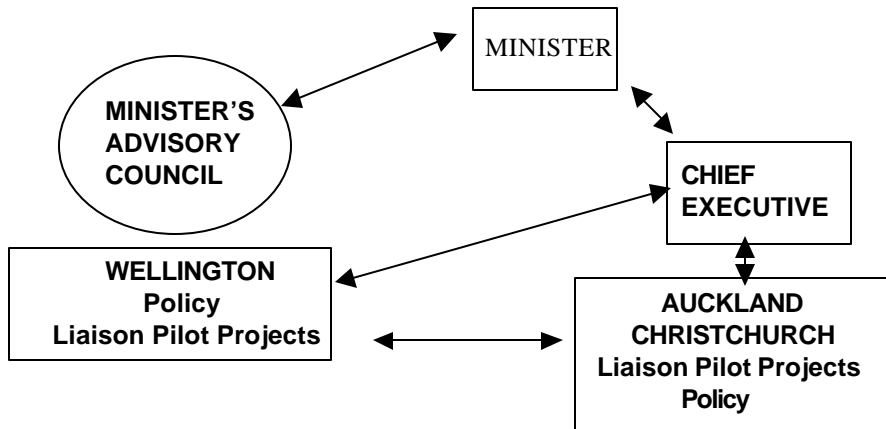 MINISTER
MINISTER’S
ADVISORY
COUNCIL
CHIEF
EXECUTIVE
WELLINGTON
Policy
Liaison Pilot Projects
AUCKLAND
CHRISTCHURCH
Liaison Pilot Projects
Policy